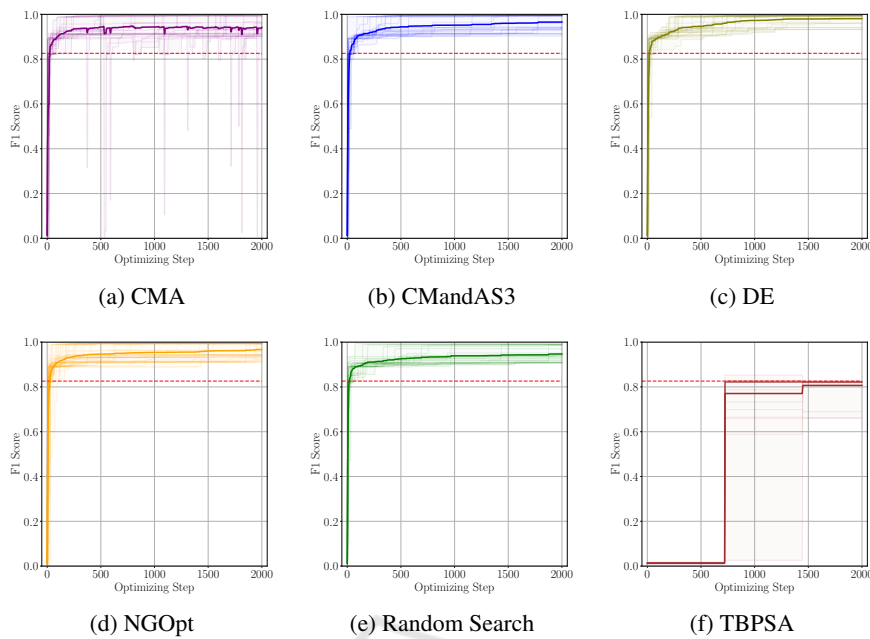 1.0
0.8
0.6
0.4
0.2
0.0
F1 Score
0 500 1000 1500 2000
Optimizing Step
(a) CMA
1.0
0.8
0.6
0.4
0.2
0.0
F1 Score
0 500 1000 1500 2000
Optimizing Step
(b) CMandAS3
1.0
0.8
0.6
0.4
0.2
0.0
F1 Score
0 500 1000 1500 2000
Optimizing Step
(c) DE
1.0
0.8
0.6
0.4
0.2
0.0
F1 Score
0 500 1000 1500 2000
Optimizing Step
(d) NGOpt
1.0
0.8
0.6
0.4
0.2
0.0
F1 Score
0 500 1000 1500 2000
Optimizing Step
(e) Random Search
1.0
0.8
0.6
0.4
0.2
0.0
F1 Score
0 500 1000 1500 2000
Optimizing Step
(f) TBPSA